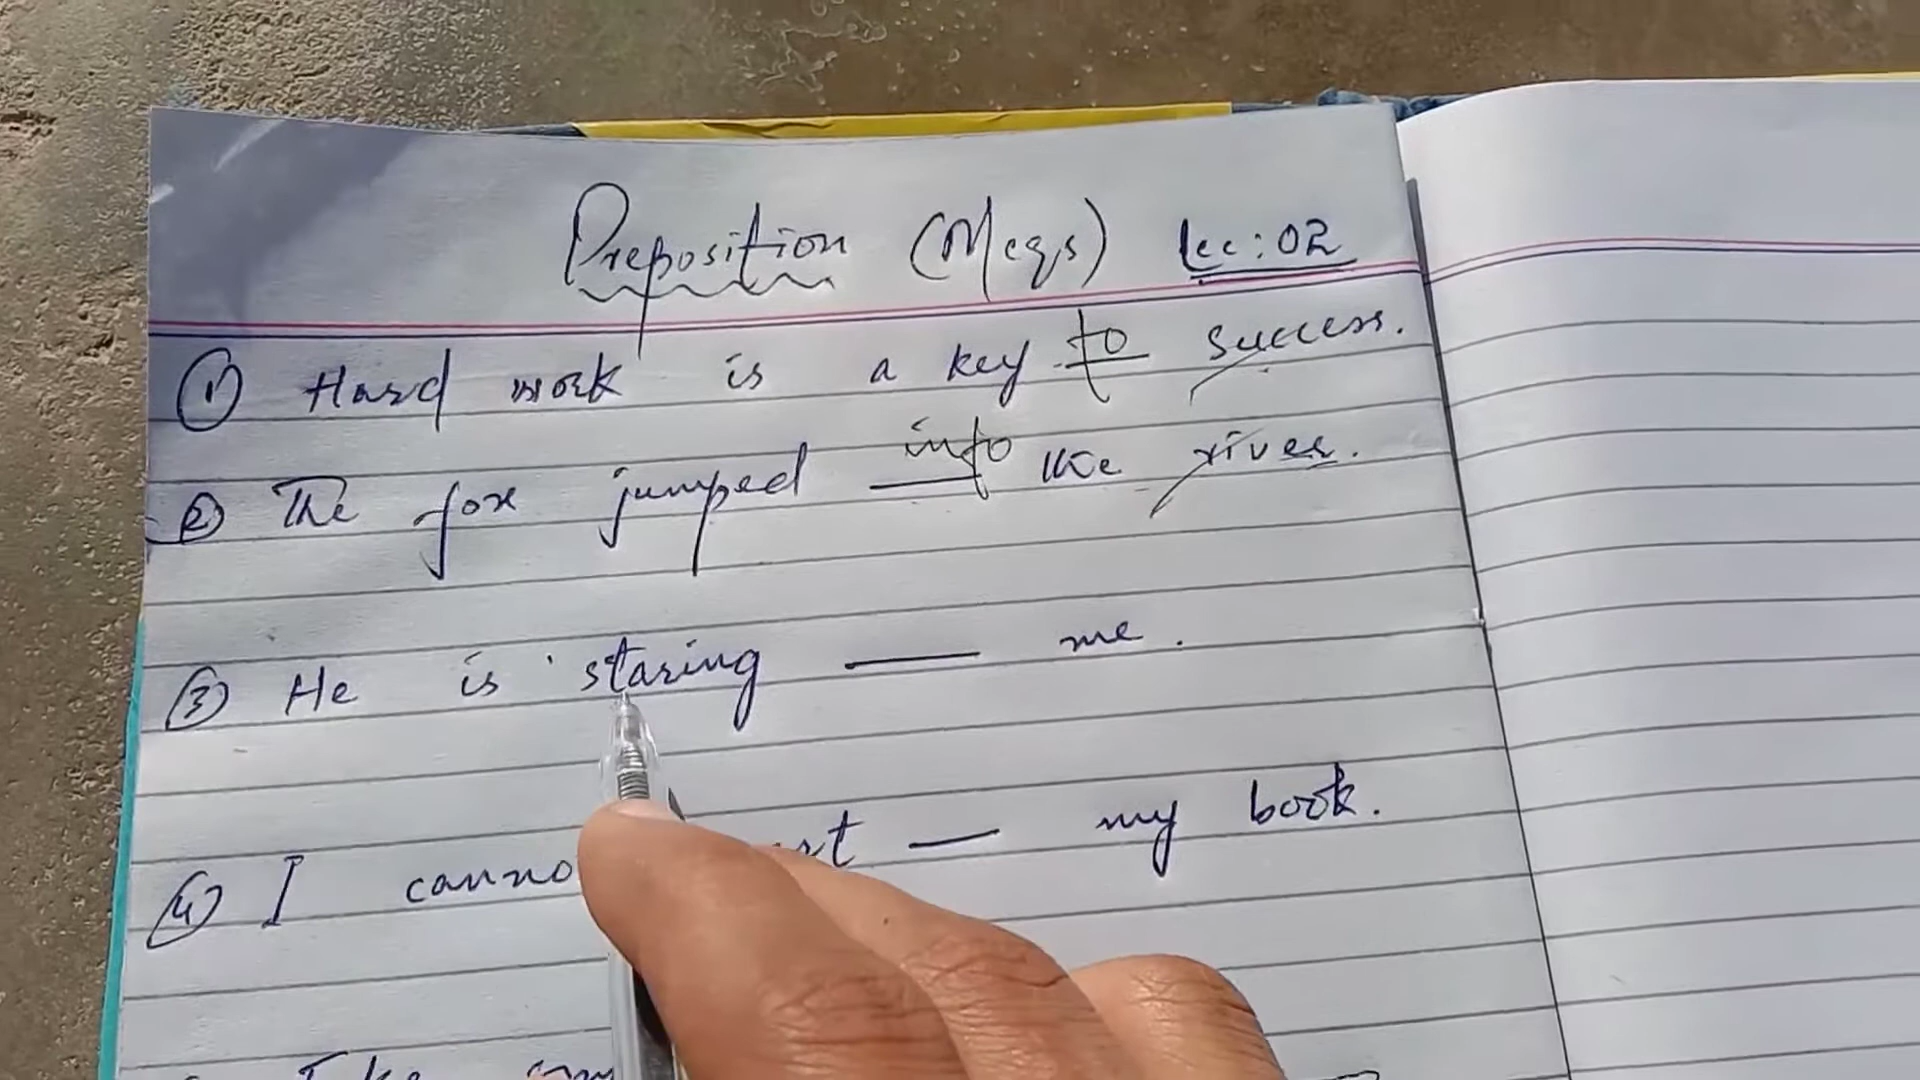 Preposition (Mcqs) Lec:02
① Hard work is a key to success.
② The fox jumped into the river.
③ He is staring ___ me.
④ I canno ___ my book.